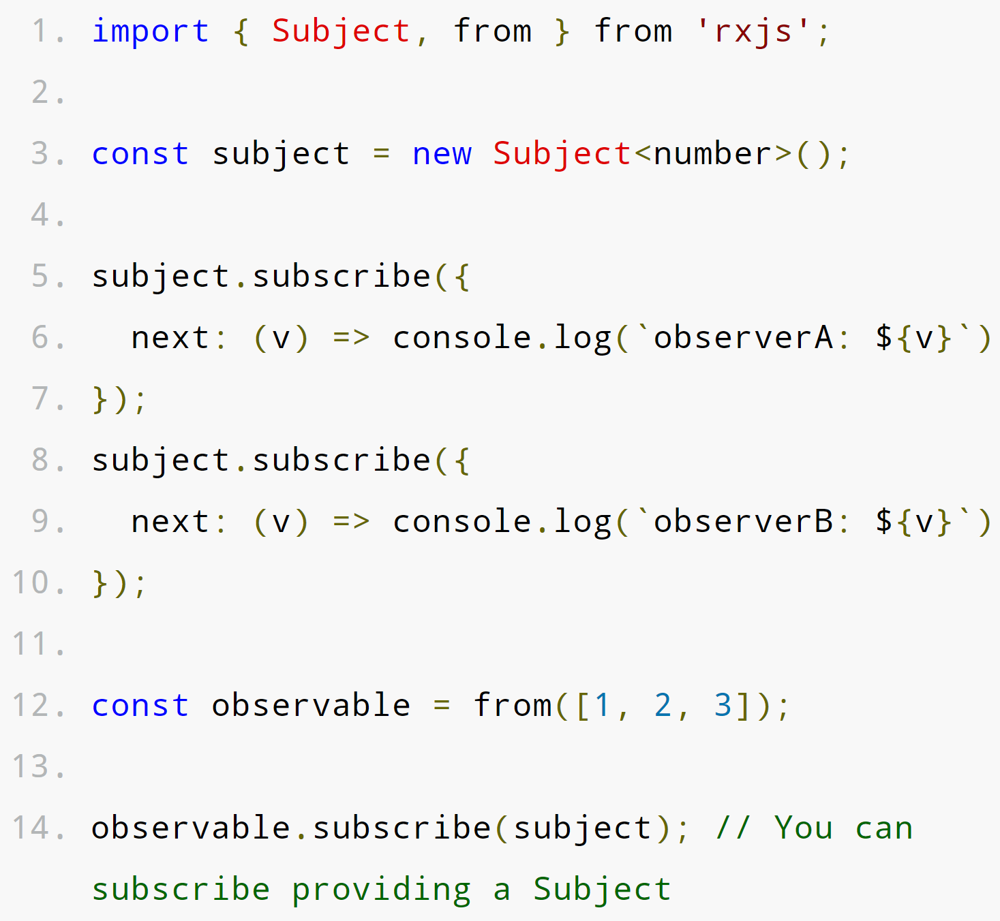 1. import { Subject, from } from 'rxjs';
2.
3. const subject = new Subject<number>();
4.
5. subject.subscribe({
6.   next: (v) => console.log(`observerA: ${v}`)
7. });
8. subject.subscribe({
9.   next: (v) => console.log(`observerB: ${v}`)
10. });
11.
12. const observable = from([1, 2, 3]);
13.
14. observable.subscribe(subject); // You can
subscribe providing a Subject